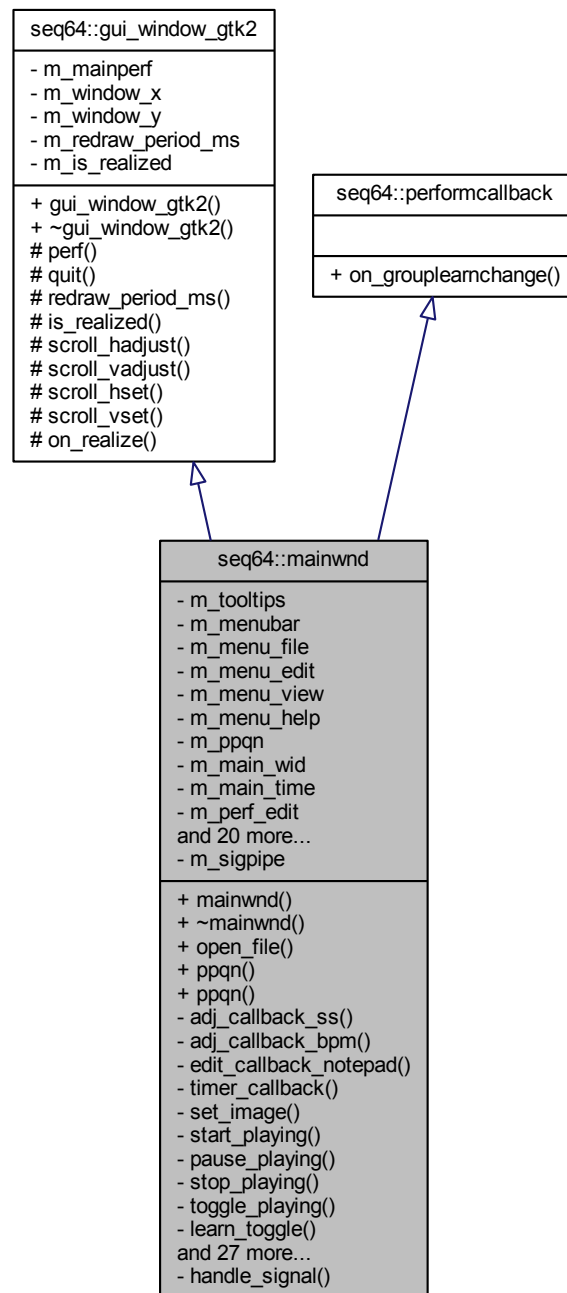 seq64::gui_window_gtk2
- m_mainperf
- m_window_x
- m_window_y
- m_redraw_period_ms
- m_is_realized
+ gui_window_gtk2()
+ ~gui_window_gtk2()
# perf()
# quit()
# redraw_period_ms()
# is_realized()
# scroll_hadjust()
# scroll_vadjust()
# scroll_hset()
# scroll_vset()
# on_realize()
seq64::performcallback
+ on_grouplearnchange()
seq64::mainwnd
- m_tooltips
- m_menubar
- m_menu_file
- m_menu_edit
- m_menu_view
- m_menu_help
- m_ppqn
- m_main_wid
- m_main_time
- m_perf_edit
and 20 more...
- m_sigpipe
+ mainwnd()
+ ~mainwnd()
+ open_file()
+ ppqn()
+ ppqn()
- adj_callback_ss()
- adj_callback_bpm()
- edit_callback_notepad()
- timer_callback()
- set_image()
- start_playing()
- pause_playing()
- stop_playing()
- toggle_playing()
- learn_toggle()
and 27 more...
- handle_signal()